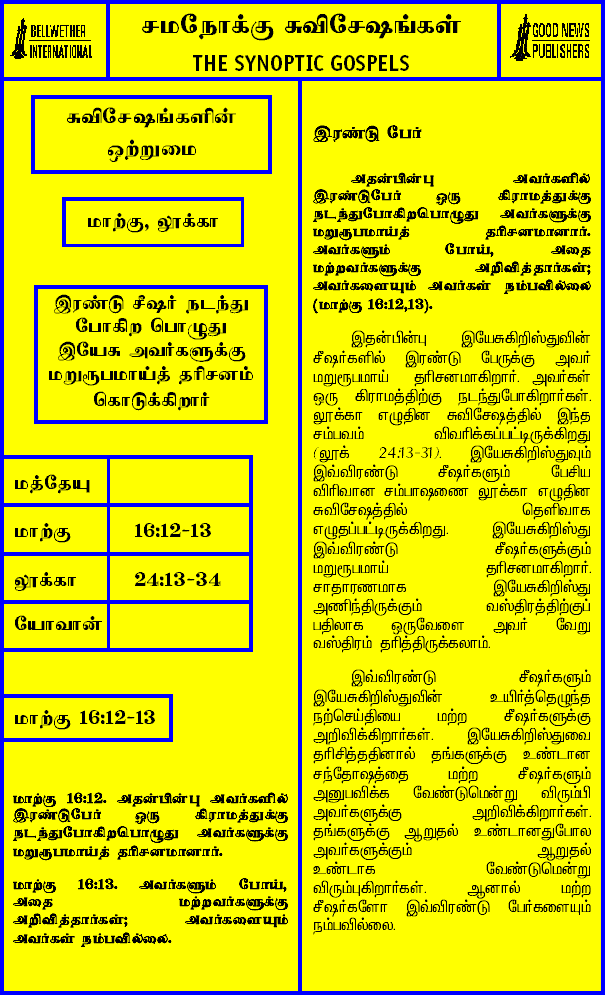 BELLWETHER
INTERNATIONAL
சமநோக்கு சுவிசேஷங்கள்
THE SYNOPTIC GOSPELS
GOOD NEWS
PUBLISHERS
சுவிசேஷங்களின்
ஒற்றுமை
மாற்கு, லூக்கா
இரண்டு சீஷர் நடந்து
போகிற பொழுது
இயேசு அவர்களுக்கு
மறுரூபமாய்த் தரிசனம்
கொடுக்கிறார்
மத்தேயு
மாற்கு 16:12-13
லூக்கா 24:13-34
யோவான்
மாற்கு 16:12-13
மாற்கு 16:12. அதன்பின்பு அவர்களில்
இரண்டுபேர் ஒரு கிராமத்துக்கு
நடந்துபோகிறபொழுது அவர்களுக்கு
மறுரூபமாய்த் தரிசனமானார்.
மாற்கு 16:13. அவர்களும் போய்,
அதை மற்றவர்களுக்கு
அறிவித்தார்கள்; அவர்களையும்
அவர்கள் நம்பவில்லை.
இரண்டு பேர்
அதன்பின்பு அவர்களில்
இரண்டுபேர் ஒரு கிராமத்துக்கு
நடந்துபோகிறபொழுது அவர்களுக்கு
மறுரூபமாய்த் தரிசனமானார்.
அவர்களும் போய், அதை
மற்றவர்களுக்கு அறிவித்தார்கள்;
அவர்களையும் அவர்கள் நம்பவில்லை
(மாற்கு 16:12,13).
இதன்பின்பு இயேசுகிறிஸ்துவின்
சீஷர்களில் இரண்டு பேருக்கு அவர்
மறுரூபமாய் தரிசனமாகிறார். அவர்கள்
ஒரு கிராமத்திற்கு நடந்துபோகிறார்கள்.
லூக்கா எழுதின சுவிசேஷத்தில் இந்த
சம்பவம் விவரிக்கப்பட்டிருக்கிறது
(லூக் 24:13-31). இயேசுகிறிஸ்துவும்
இவ்விரண்டு சீஷர்களும் பேசிய
விரிவான சம்பாஷணை லூக்கா எழுதின
சுவிசேஷத்தில் தெளிவாக
எழுதப்பட்டிருக்கிறது. இயேசுகிறிஸ்து
இவ்விரண்டு சீஷர்களுக்கும்
மறுரூபமாய் தரிசனமாகிறார்.
சாதாரணமாக இயேசுகிறிஸ்து
அணிந்திருக்கும் வஸ்திரத்திற்குப்
பதிலாக ஒருவேளை அவர் வேறு
வஸ்திரம் தரித்திருக்கலாம்.
இவ்விரண்டு சீஷர்களும்
இயேசுகிறிஸ்துவின் உயிர்த்தெழுந்த
நற்செய்தியை மற்ற சீஷர்களுக்கு
அறிவிக்கிறார்கள். இயேசுகிறிஸ்துவை
தரிசித்ததினால் தங்களுக்கு உண்டான
சந்தோஷத்தை மற்ற சீஷர்களும்
அனுபவிக்க வேண்டுமென்று விரும்பி
அவர்களுக்கு அறிவிக்கிறார்கள்.
தங்களுக்கு ஆறுதல் உண்டானதுபோல
அவர்களுக்கும் ஆறுதல்
உண்டாக வேண்டுமென்று
விரும்புகிறார்கள். ஆனால் மற்ற
சீஷர்களோ இவ்விரண்டு பேர்களையும்
நம்பவில்லை.